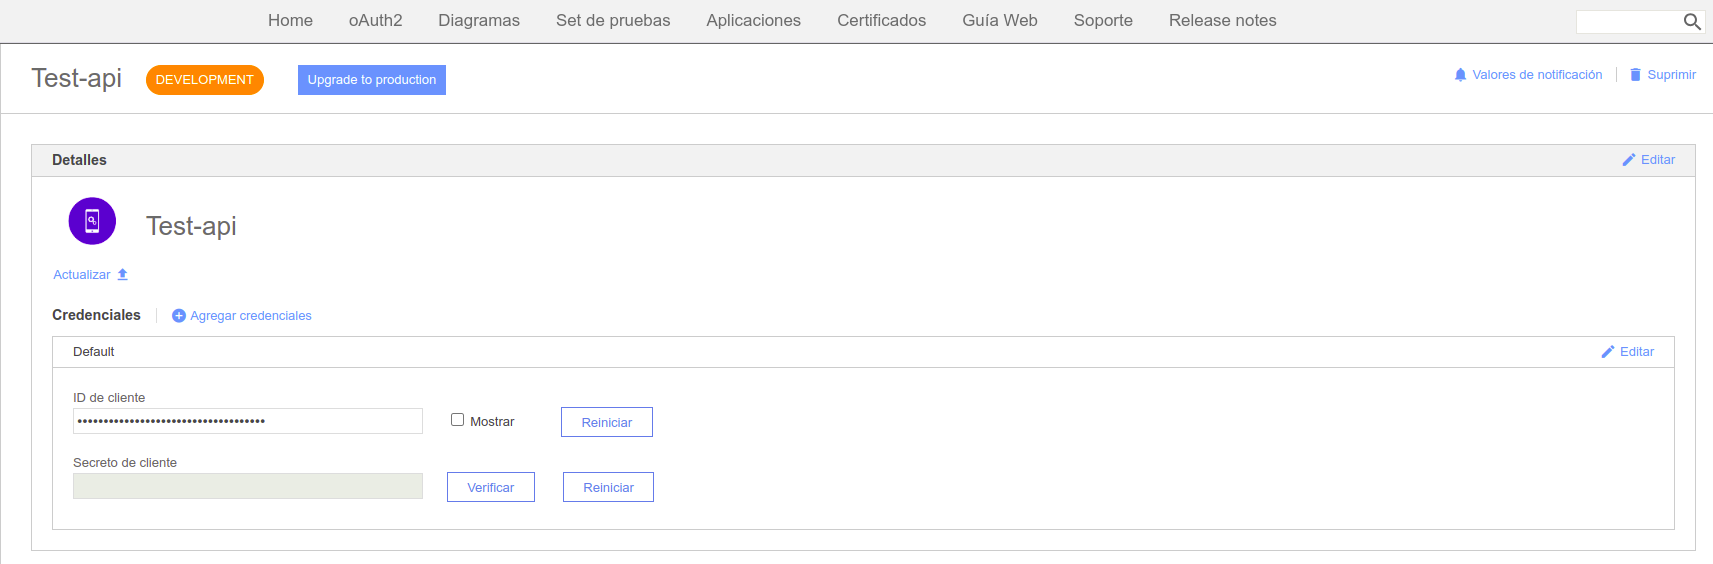 Home oAuth2 Diagramas Set de pruebas Aplicaciones Certificados Guía Web Soporte Release notes
Test-api DEVELOPMENT Upgrade to production Valores de notificación Suprimir
Detalles Editar
Test-api
Actualizar
Credenciales Agregar credenciales
Default Editar
ID de cliente
•••••••••••••••••••••••••••••••••••• Mostrar Reiniciar
Secreto de cliente
Verificar Reiniciar